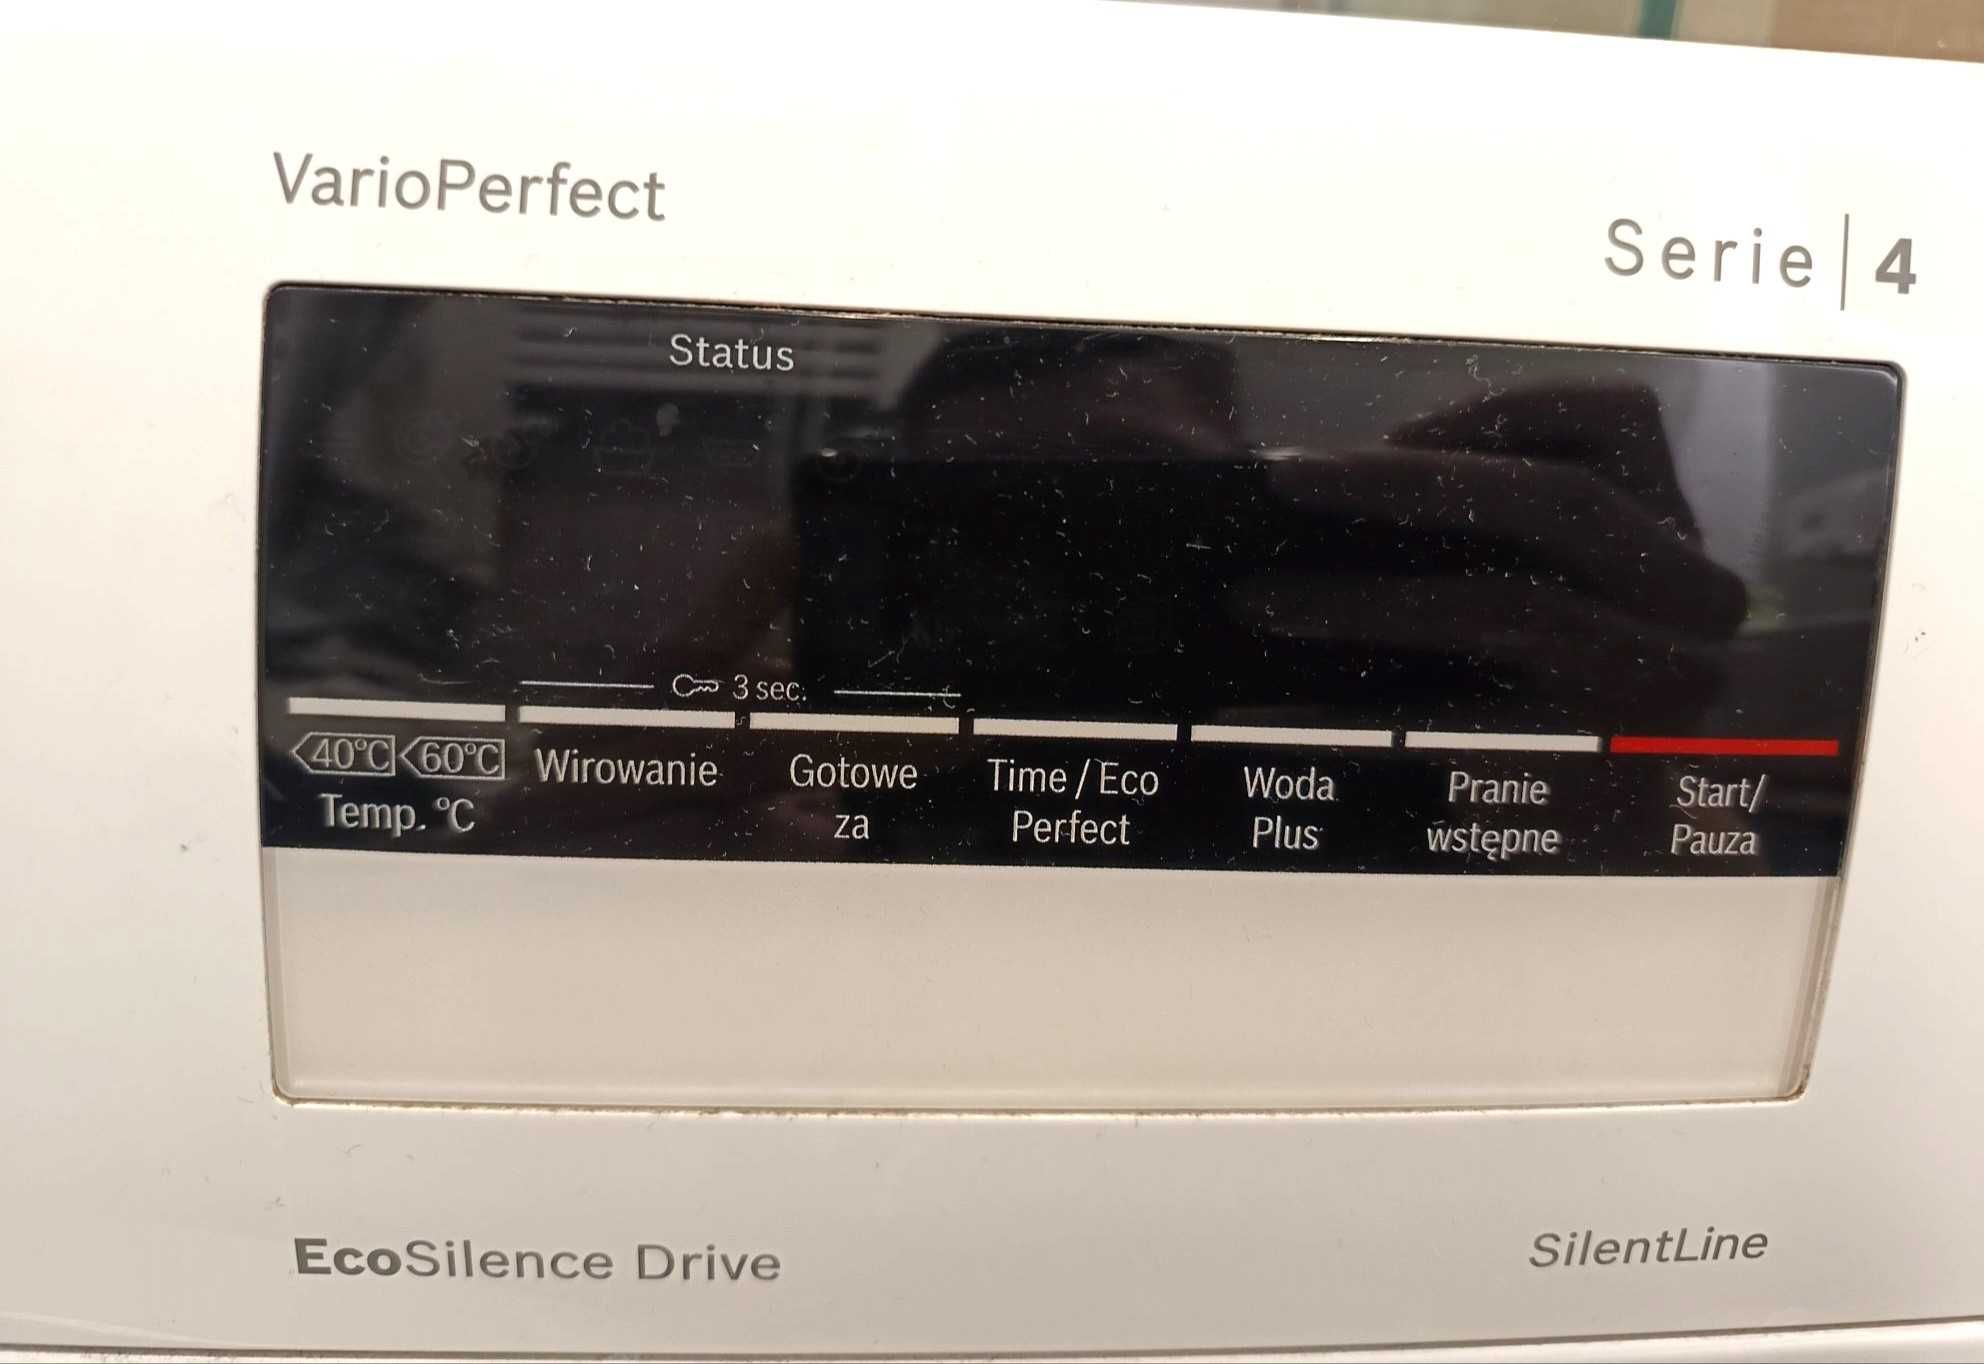 VarioPerfect
Serie | 4
Status
3 sec.
40°C 60°C
Temp. °C
Wirowanie
Gotowe
za
Time / Eco
Perfect
Woda
Plus
Pranie
wstępne
Start/
Pauza
EcoSilence Drive
SilentLine